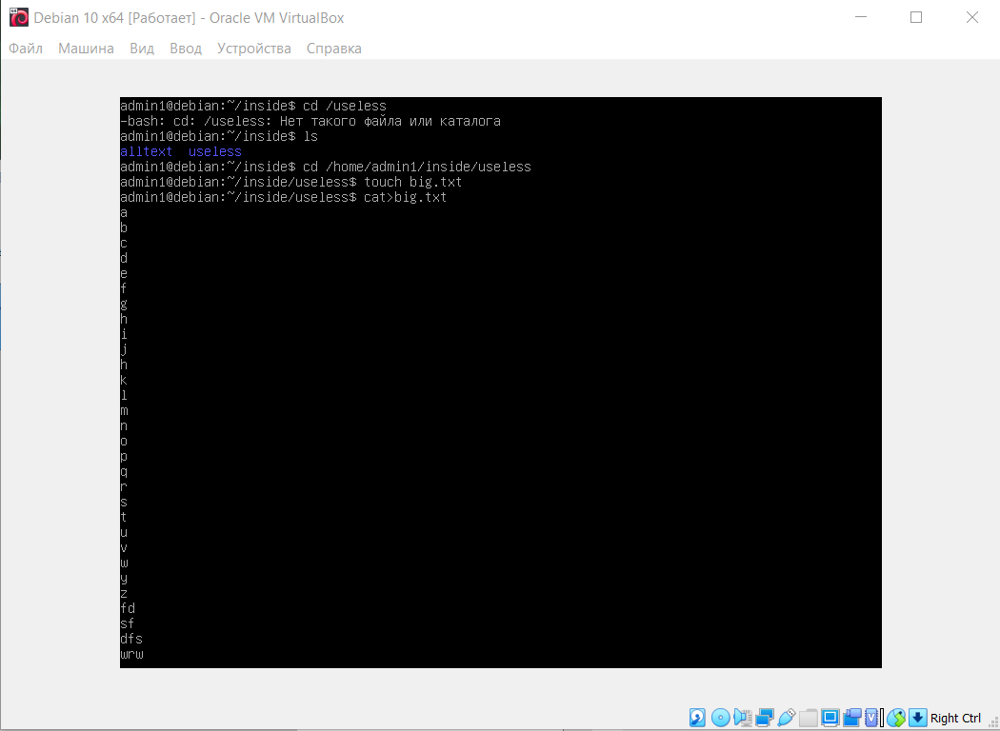 Debian 10 x64 [Работает] - Oracle VM VirtualBox
Файл Машина Вид Ввод Устройства Справка
admin1@debian:~/inside$ cd /useless
-bash: cd: /useless: Нет такого файла или каталога
admin1@debian:~/inside$ ls
alltext  useless
admin1@debian:~/inside$ cd /home/admin1/inside/useless
admin1@debian:~/inside/useless$ touch big.txt
admin1@debian:~/inside/useless$ cat>big.txt
a
b
c
d
e
f
g
h
i
j
h
k
l
m
n
o
p
q
r
s
t
u
v
w
y
z
fd
sf
dfs
wrw
Right Ctrl